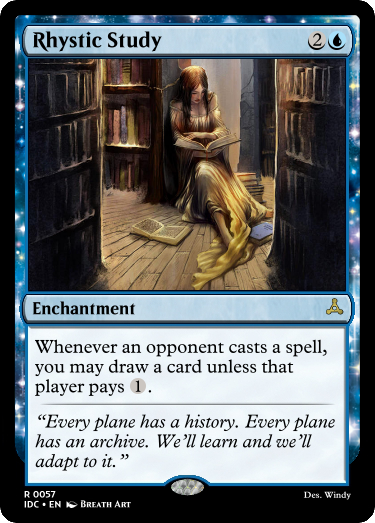 Rhystic Study 2
Enchantment
Whenever an opponent casts a spell,
you may draw a card unless that
player pays 1.
“Every plane has a history. Every plane
has an archive. We’ll learn and we’ll
adapt to it.”
R 0057
IDC • EN Breath Art
Des. Windy